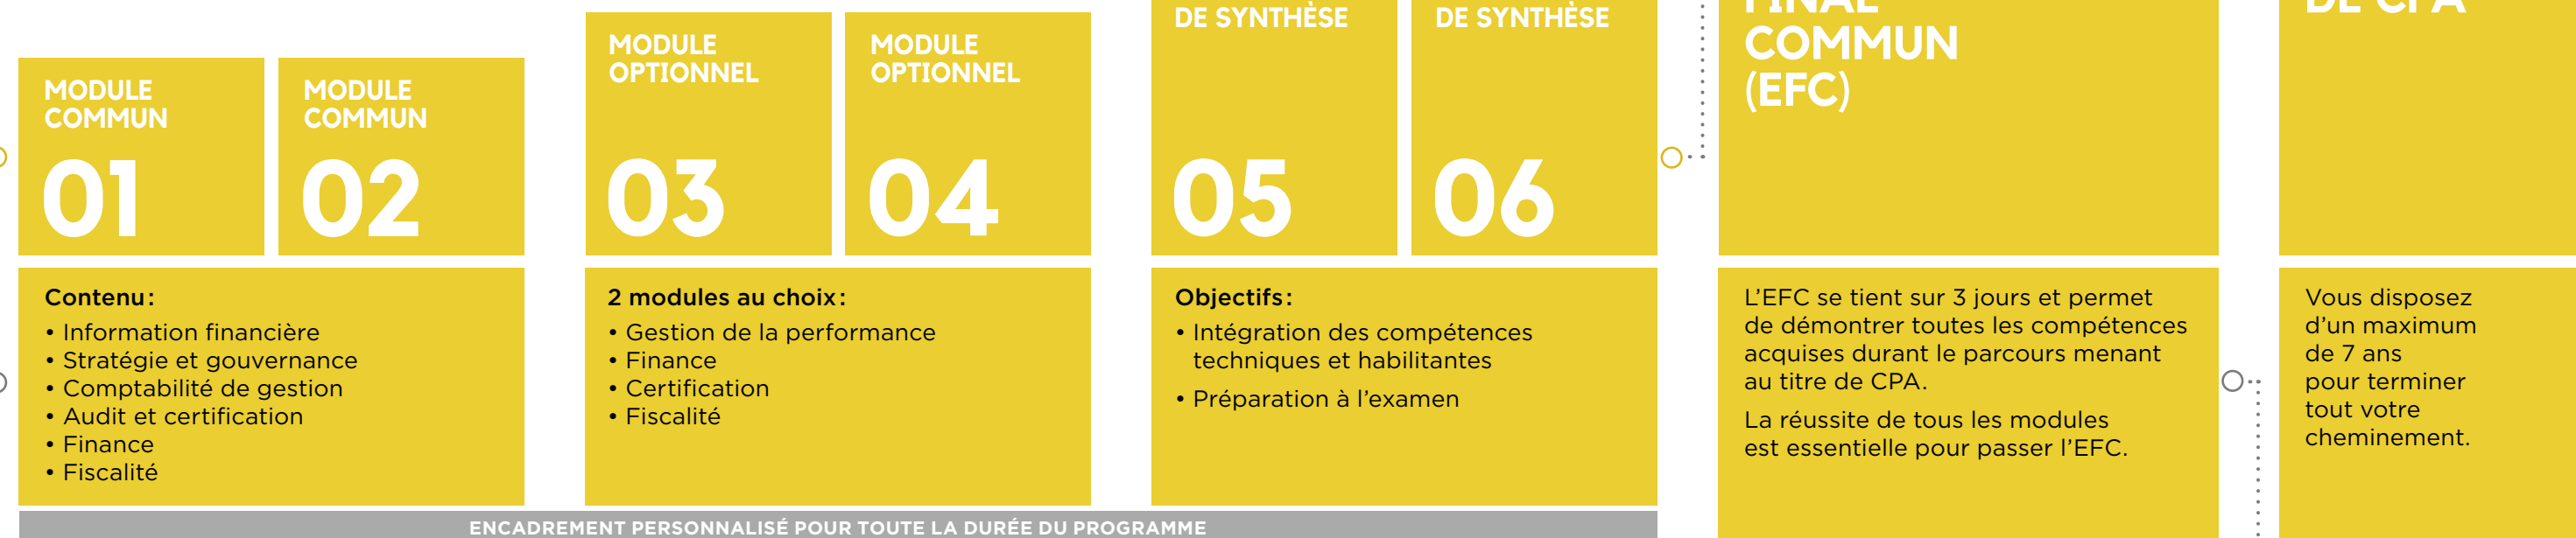 MODULE
COMMUN
01
MODULE
COMMUN
02
Contenu :
• Information financière
• Stratégie et gouvernance
• Comptabilité de gestion
• Audit et certification
• Finance
• Fiscalité
MODULE
OPTIONNEL
03
MODULE
OPTIONNEL
04
2 modules au choix :
• Gestion de la performance
• Finance
• Certification
• Fiscalité
DE SYNTHÈSE
05
DE SYNTHÈSE
06
Objectifs :
• Intégration des compétences
techniques et habilitantes
• Préparation à l’examen
ENCADREMENT PERSONNALISÉ POUR TOUTE LA DURÉE DU PROGRAMME
FINAL
COMMUN
(EFC)
L’EFC se tient sur 3 jours et permet
de démontrer toutes les compétences
acquises durant le parcours menant
au titre de CPA.
La réussite de tous les modules
est essentielle pour passer l’EFC.
DE CPA
Vous disposez
d’un maximum
de 7 ans
pour terminer
tout votre
cheminement.